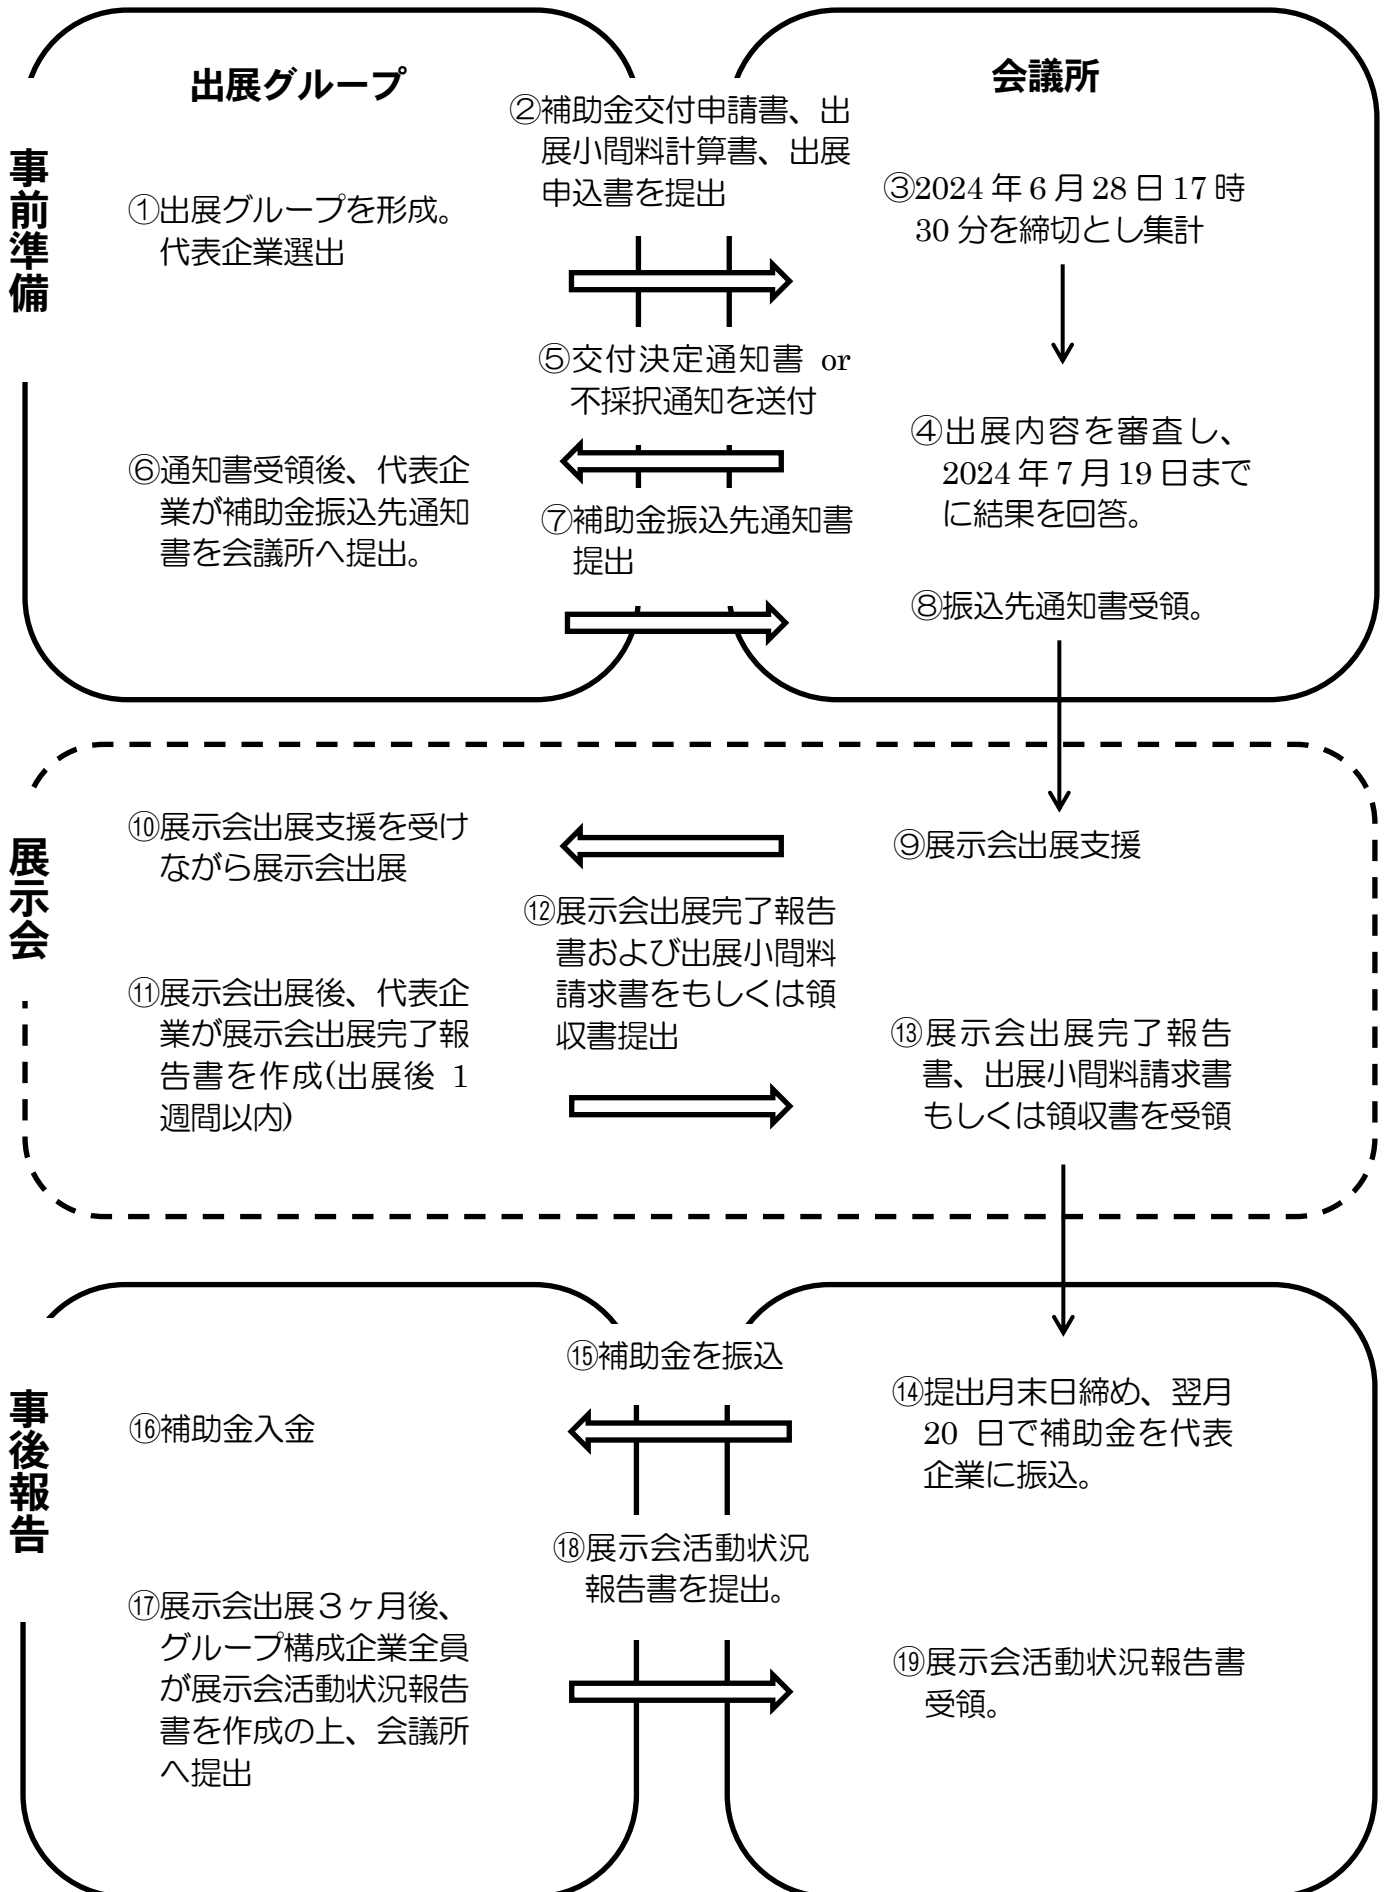 出展グループ
会議所
事前準備
①出展グループを形成。
代表企業選出
②補助金交付申請書、出
展小間料計算書、出展
申込書を提出
③2024年6月28日17時
30分を締切とし集計
④出展内容を審査し、
2024年7月19日まで
に結果を回答。
⑤交付決定通知書 or
不採択通知を送付
⑥通知書受領後、代表企
業が補助金振込先通知
書を会議所へ提出。
⑦補助金振込先通知書
提出
⑧振込先通知書受領。
展示会
⑨展示会出展支援
⑩展示会出展支援を受け
ながら展示会出展
⑪展示会出展後、代表企
業が展示会出展完了報
告書を作成(出展後 1
週間以内)
⑫展示会出展完了報告
書および出展小間料
請求書をもしくは領
収書提出
⑬展示会出展完了報告
書、出展小間料請求書
もしくは領収書を受領
事後報告
⑭提出月末日締め、翌月
20 日で補助金を代表
企業に振込。
⑮補助金を振込
⑯補助金入金
⑰展示会出展３ヶ月後、
グループ構成企業全員
が展示会活動状況報告
書を作成の上、会議所
へ提出
⑱展示会活動状況
報告書を提出。
⑲展示会活動状況報告書
受領。